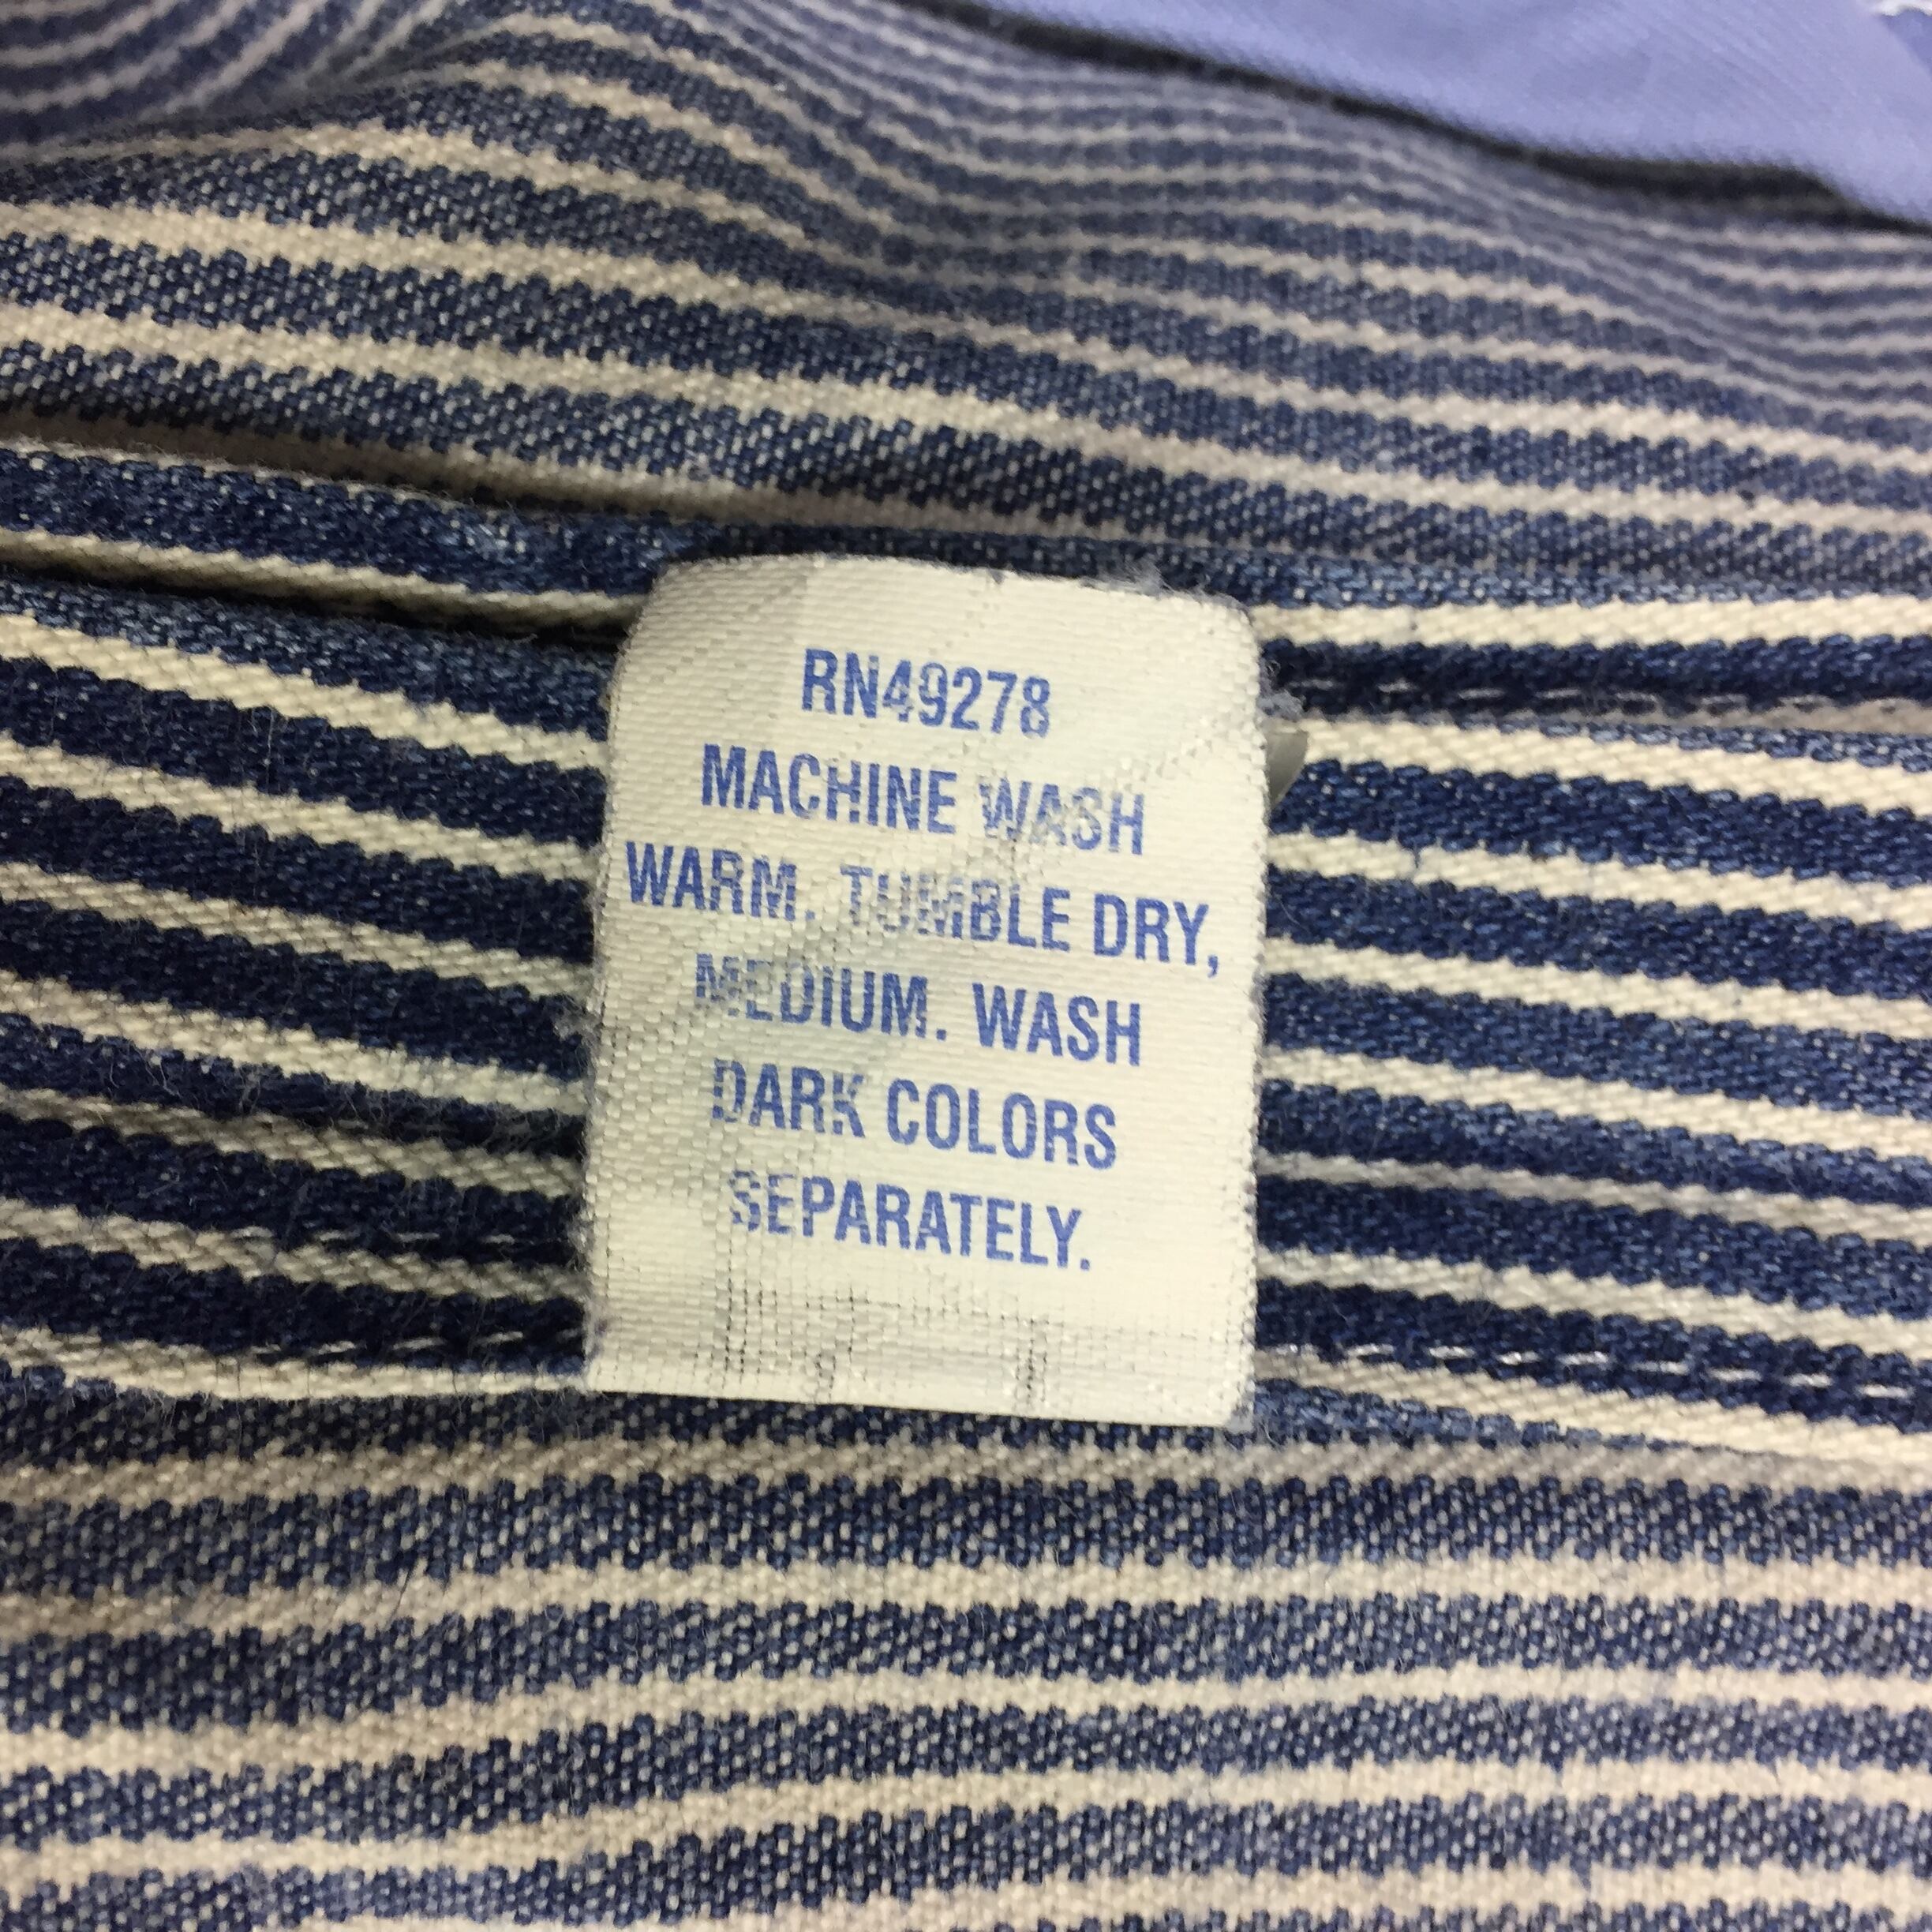 RN49278
MACHINE WASH
WARM. TUMBLE DRY,
MEDIUM. WASH
DARK COLORS
SEPARATELY.